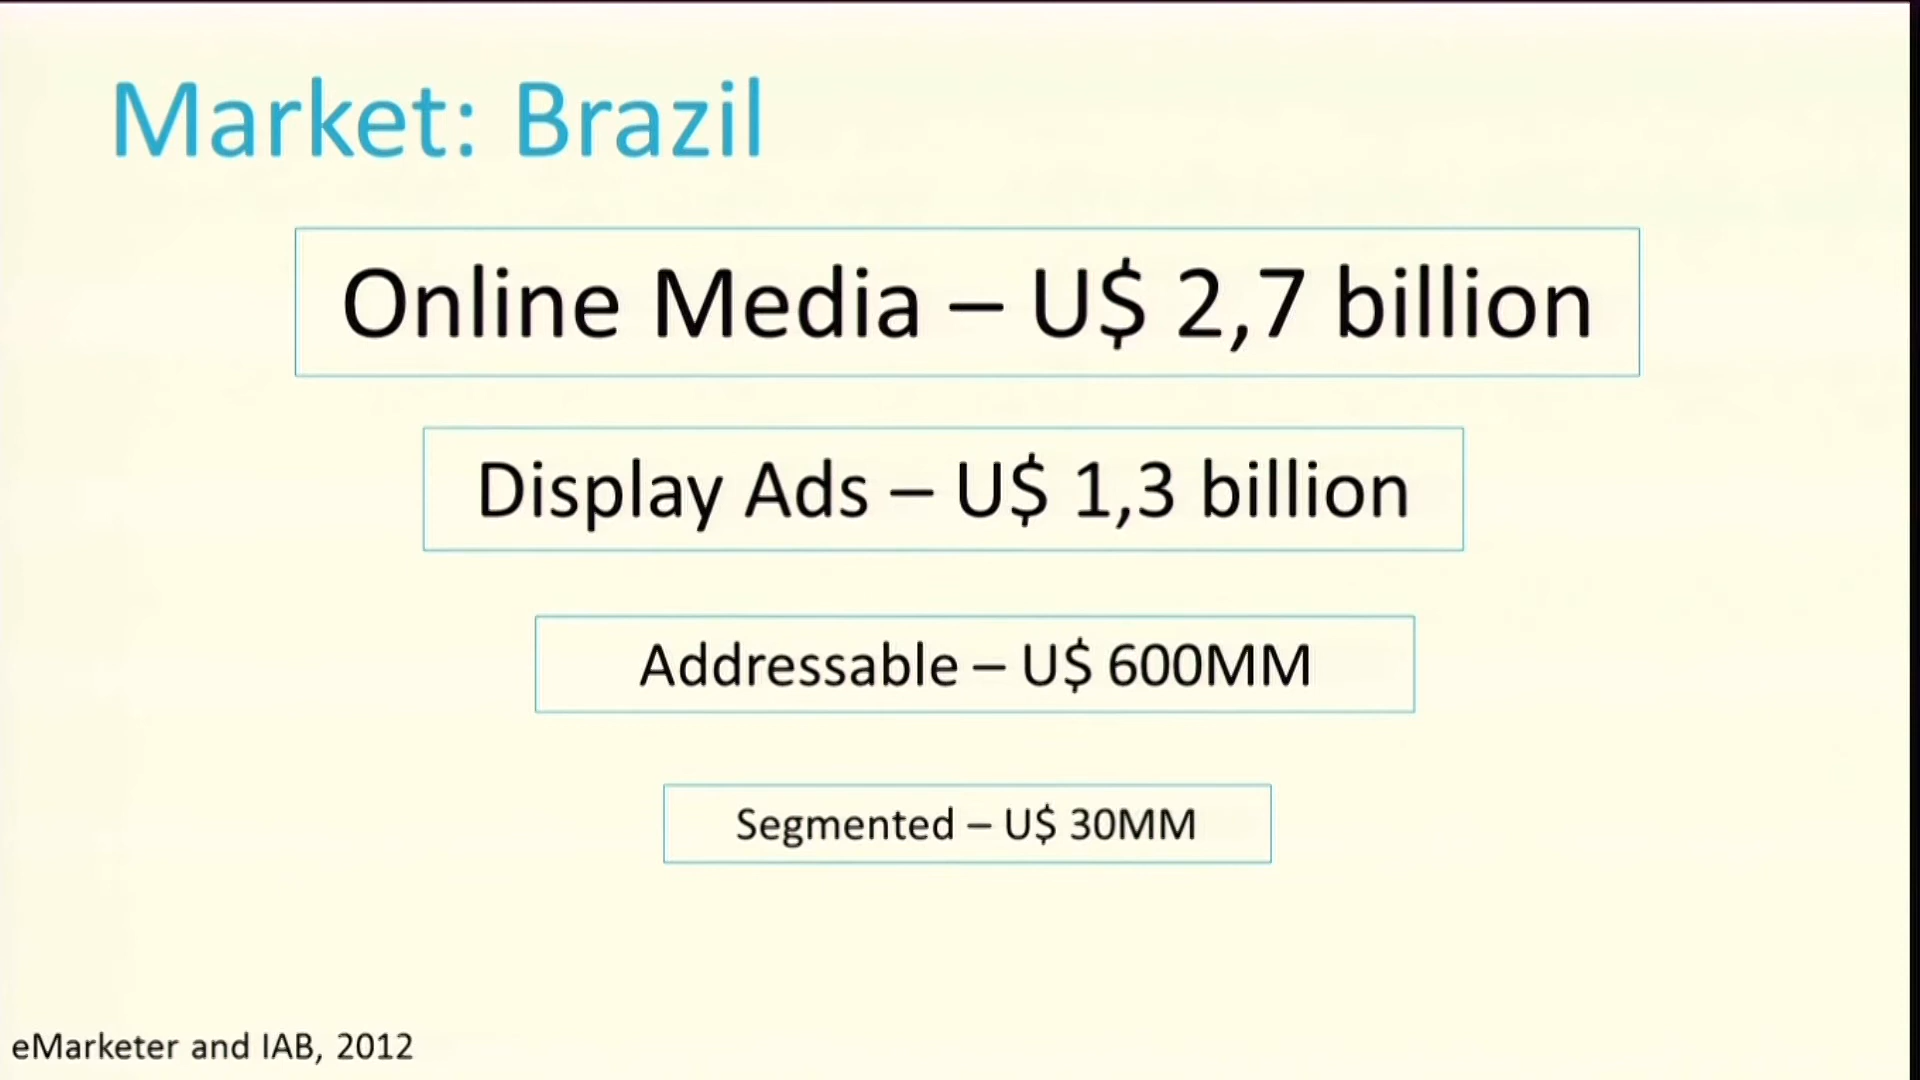 Market: Brazil
Online Media – U$ 2,7 billion
Display Ads – U$ 1,3 billion
Addressable – U$ 600MM
Segmented – U$ 30MM
eMarketer and IAB, 2012